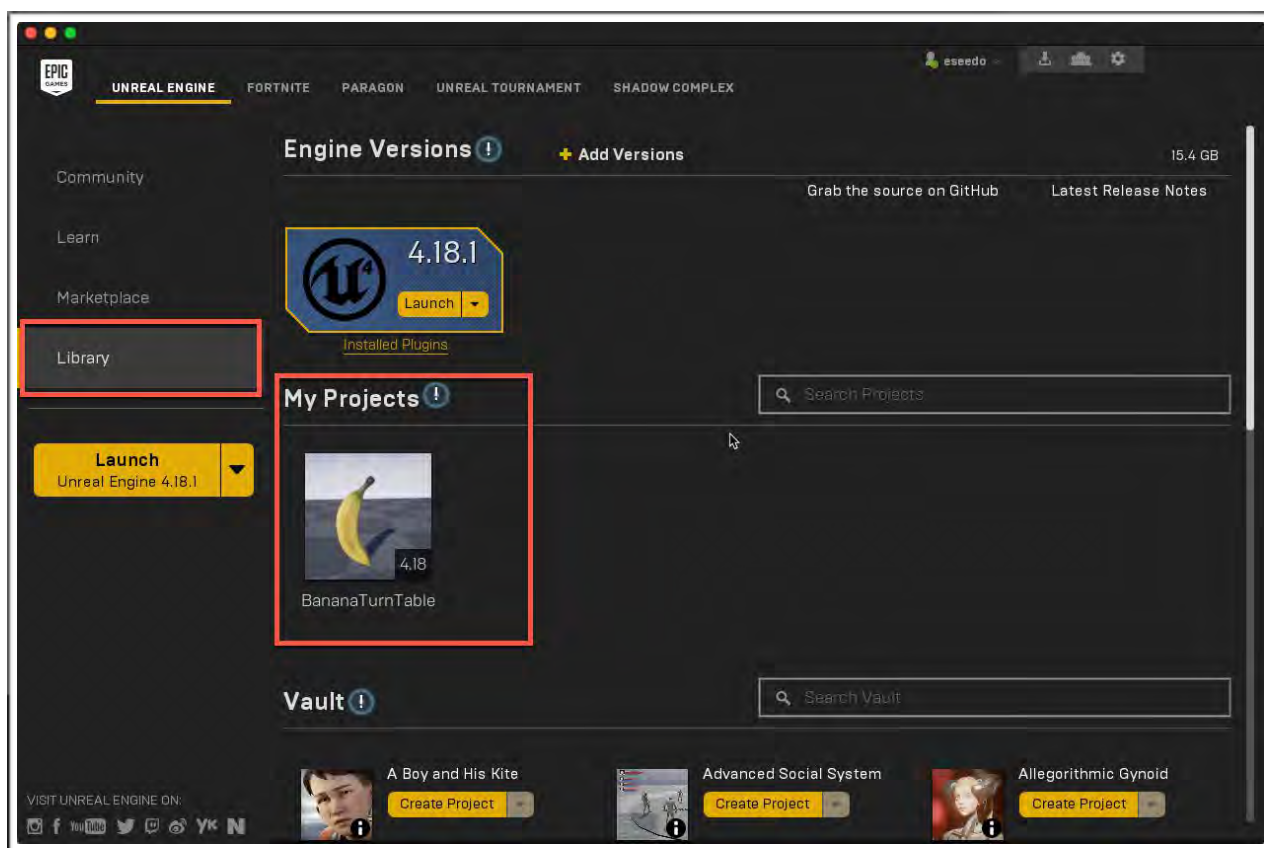 EPIC
GAMES
UNREAL ENGINE
FORTNITE
PARAGON
UNREAL TOURNAMENT
SHADOW COMPLEX
eseedo
Community
Learn
Marketplace
Library
Launch
Unreal Engine 4.18.1
Engine Versions
+ Add Versions
15.4 GB
Grab the source on GitHub
Latest Release Notes
4.18.1
Launch
Installed Plugins
My Projects
Search Projects
4.18
BananaTurnTable
Vault
Search Vault
A Boy and His Kite
Create Project
Advanced Social System
Create Project
Allegorithmic Gynoid
Create Project
VISIT UNREAL ENGINE ON:
You Tube